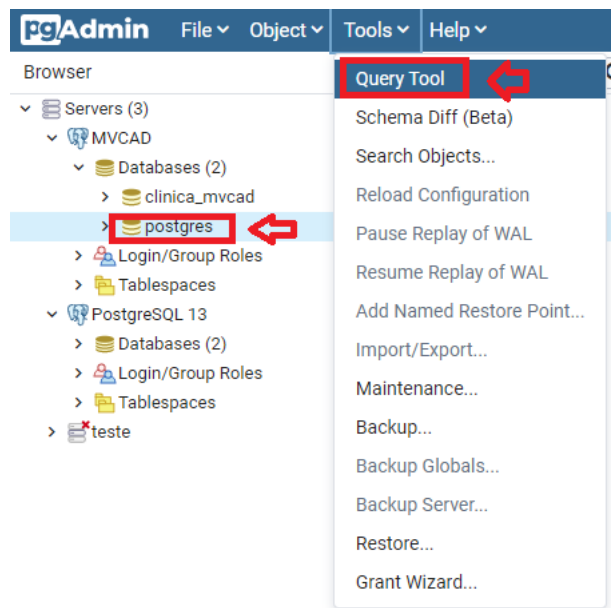 pgAdmin File Object Tools Help
Browser
Servers (3)
MVCAD
Databases (2)
clinica_mvcad
postgres
Login/Group Roles
Tablespaces
PostgreSQL 13
Databases (2)
Login/Group Roles
Tablespaces
teste
Query Tool
Schema Diff (Beta)
Search Objects...
Reload Configuration
Pause Replay of WAL
Resume Replay of WAL
Add Named Restore Point...
Import/Export...
Maintenance...
Backup...
Backup Globals...
Backup Server...
Restore...
Grant Wizard...